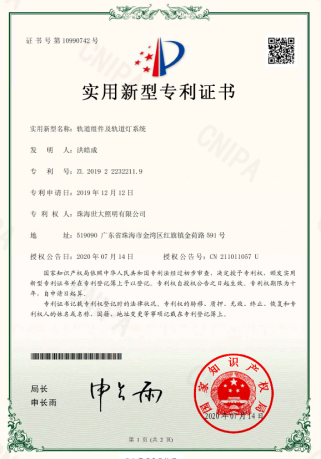 证书号第10990742号
实用新型专利证书
实用新型名称：轨道组件及轨道灯系统
发明人：洪皓成
专利号：ZL 2019 2 2232211.9
专利申请日：2019年12月12日
专利权人：珠海世大照明有限公司
地址：519090 广东省珠海市金湾区红旗镇金荷路591号
授权公告日：2020年07月14日 授权公告号：CN 211011057 U
国家知识产权局依照中华人民共和国专利法经过初步审查，决定授予专利权，颁发实用
新型专利证书并在专利登记簿上予以登记。专利权自授权公告之日起生效。专利权期限为十
年，自申请日起算。
专利证书记载专利权登记时的法律状况。专利权的转移、质押、无效、终止、恢复和专利
权人的姓名或名称、国籍、地址变更等事项记载在专利登记簿上。
局长
申长雨
申长雨
国家知识产权局
2020年07月14日
第1页(共2页)
CNIPA